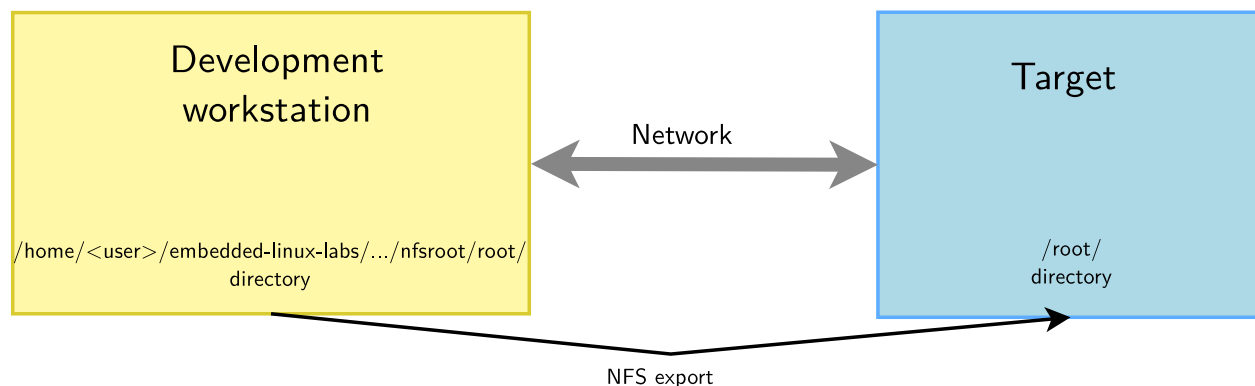 Development
workstation
Target
Network
/home/<user>/embedded-linux-labs/.../nfsroot/root/
directory
/root/
directory
NFS export